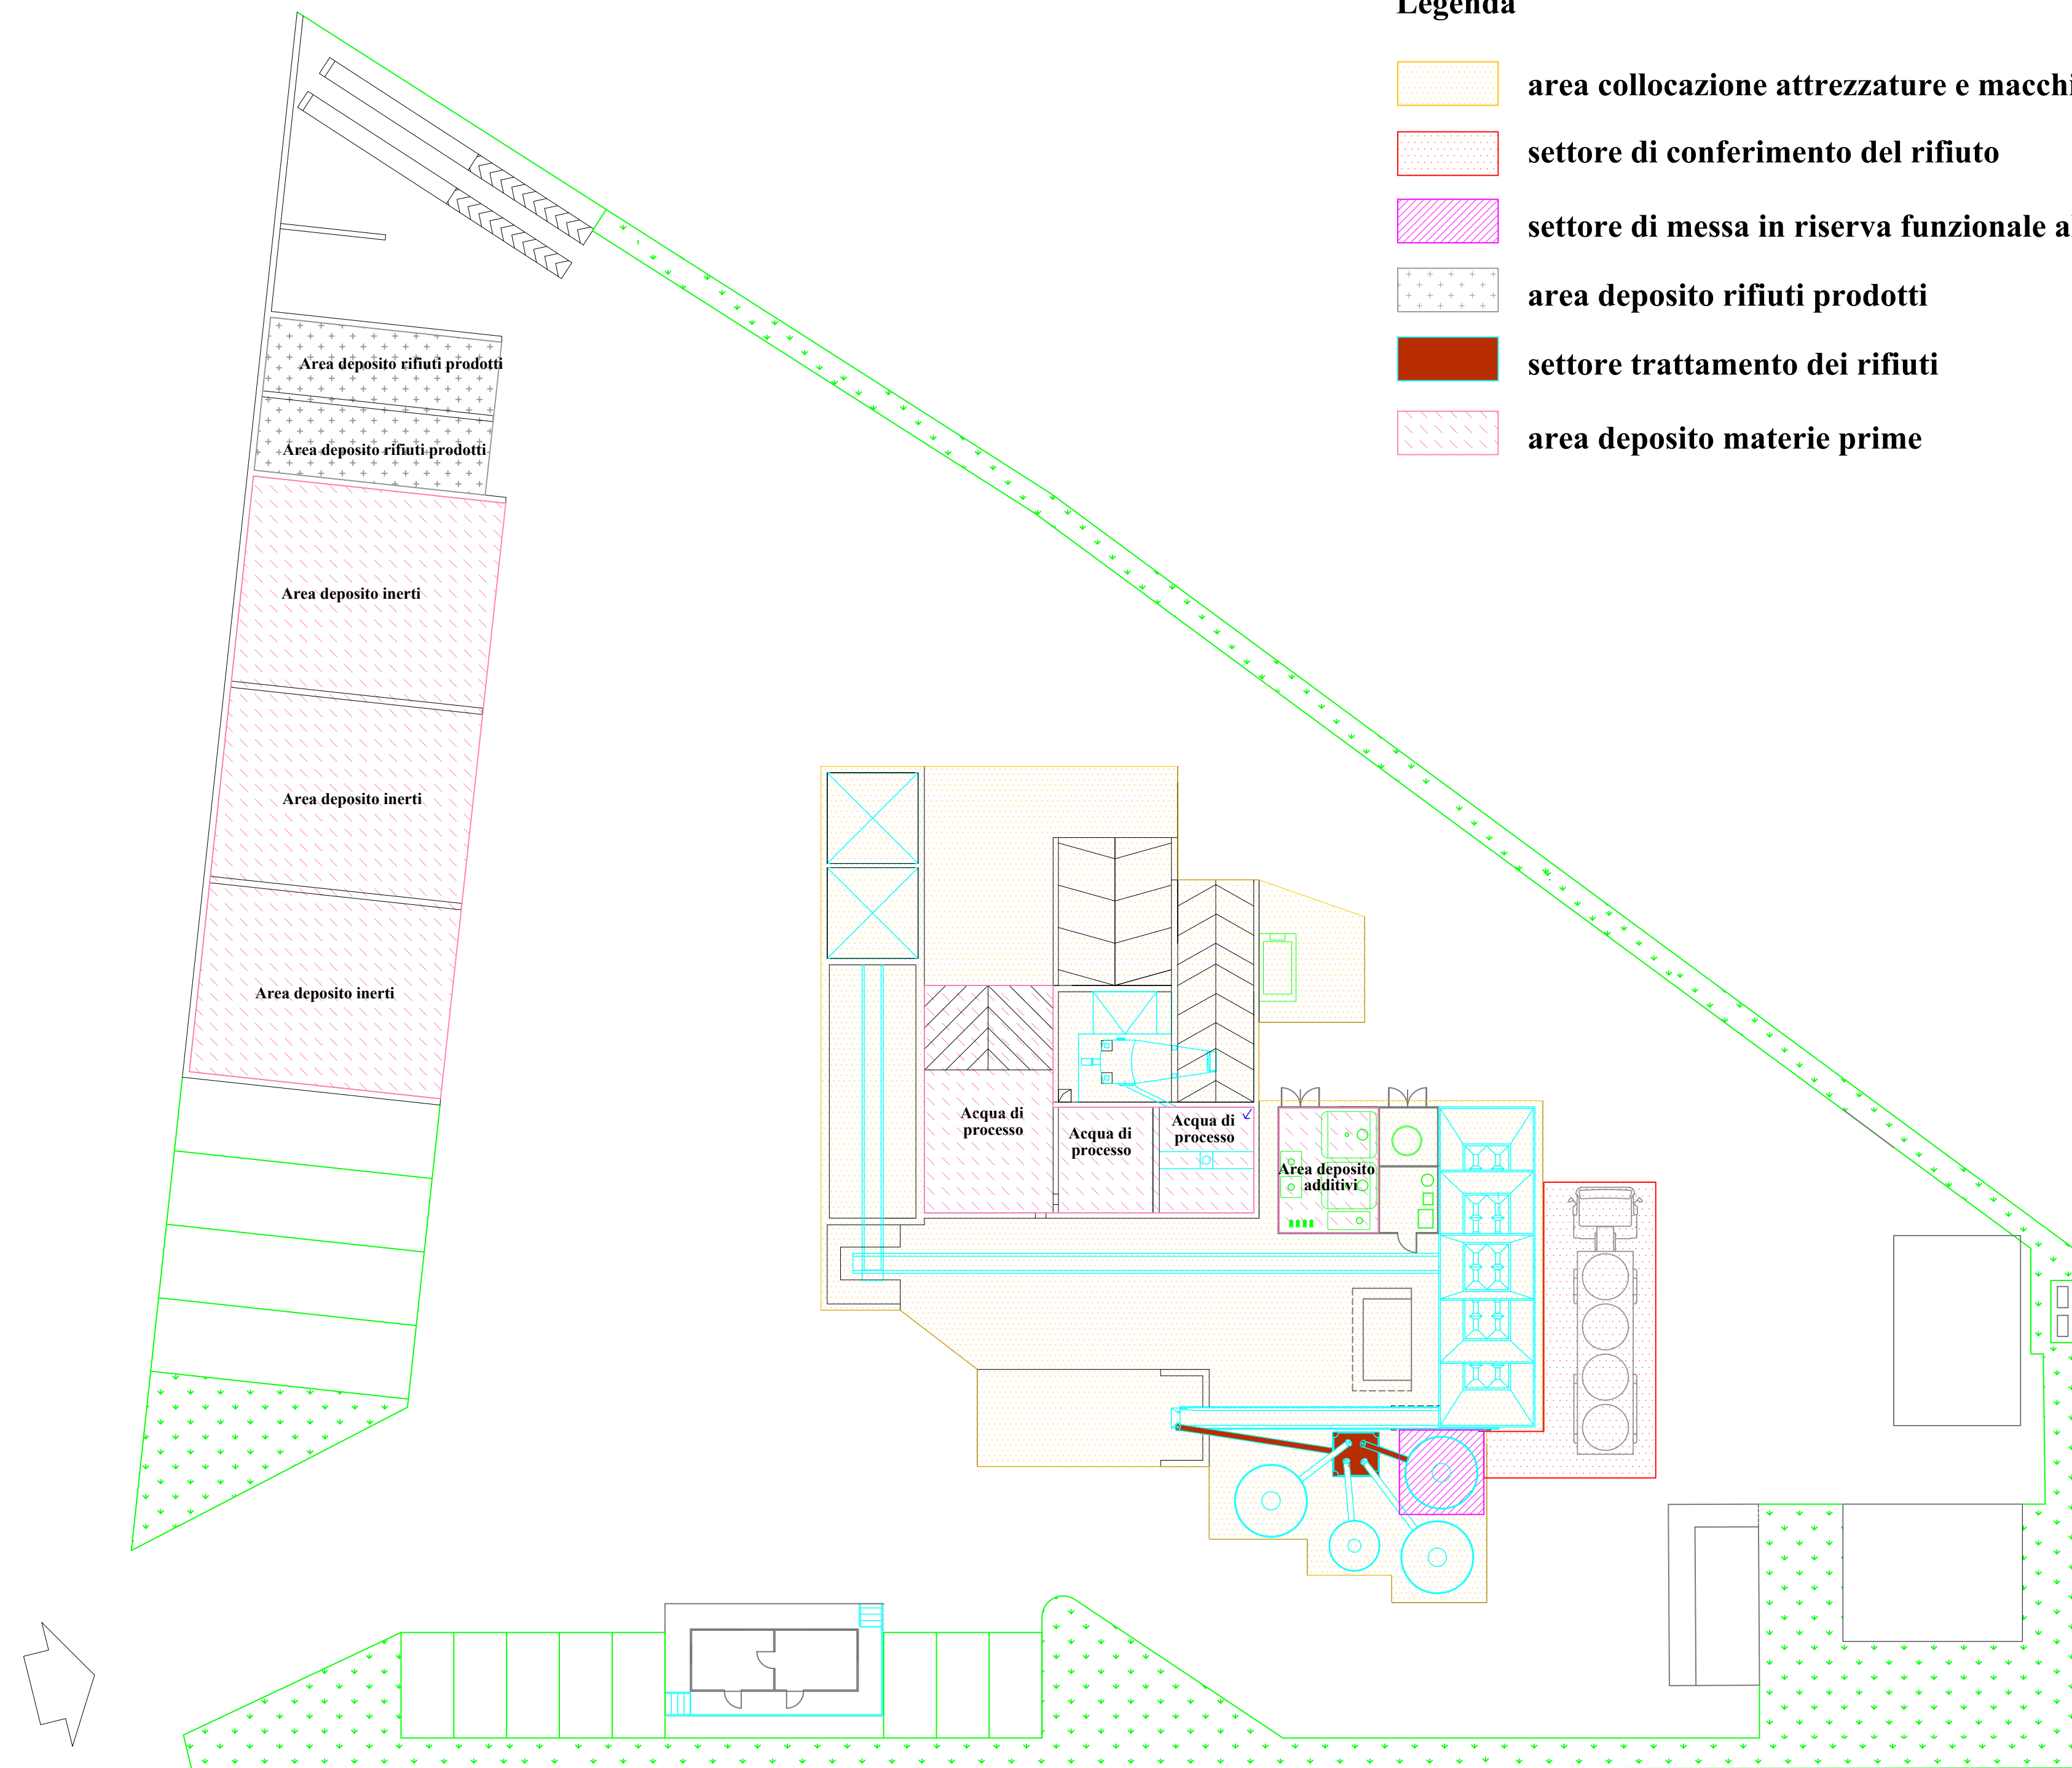 Legenda
area collocazione attrezzature e macchi
settore di conferimento del rifiuto
settore di messa in riserva funzionale a
area deposito rifiuti prodotti
settore trattamento dei rifiuti
area deposito materie prime
Area deposito rifiuti prodotti
Area deposito rifiuti prodotti
Area deposito inerti
Area deposito inerti
Area deposito inerti
Acqua di
processo
Acqua di
processo
Acqua di
processo
Area deposito
additivi